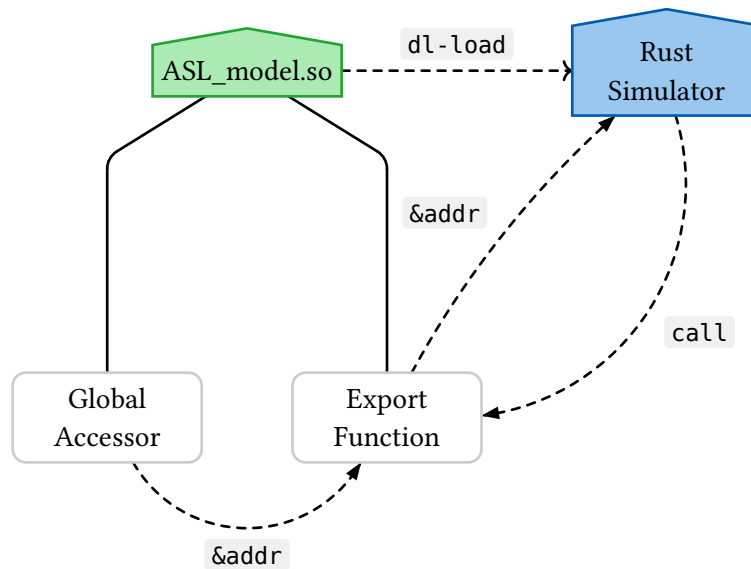 ASL_model.so
dl-load
Rust
Simulator
&addr
call
Global
Accessor
Export
Function
&addr